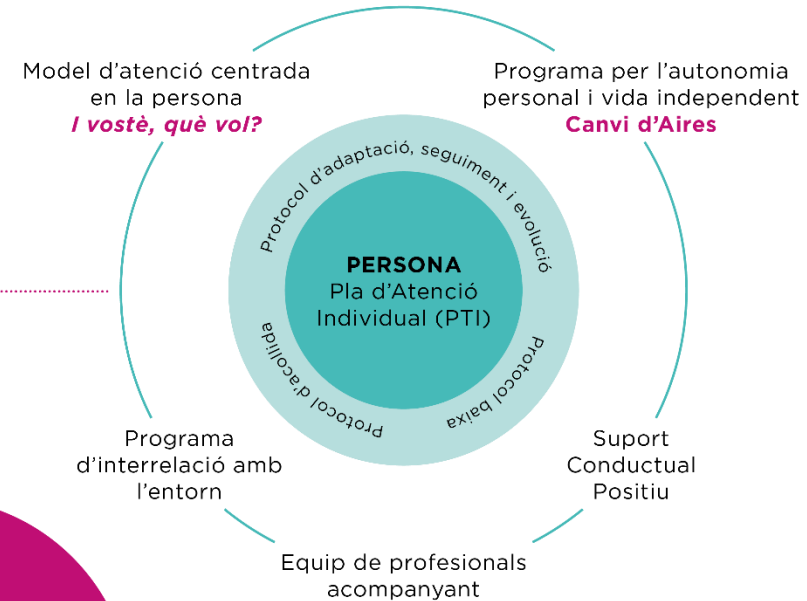 Model d’atenció centrada
en la persona
I vostè, què vol?
Programa per l’autonomia
personal i vida independent
Canvi d’Aires
Protocol d’adaptació, seguiment i evolució
PERSONA
Pla d’Atenció
Individual (PTI)
Protocol d’acollida
Protocol baixa
Programa
d’interrelació amb
l’entorn
Suport
Conductual
Positiu
Equip de profesionals
acompanyant